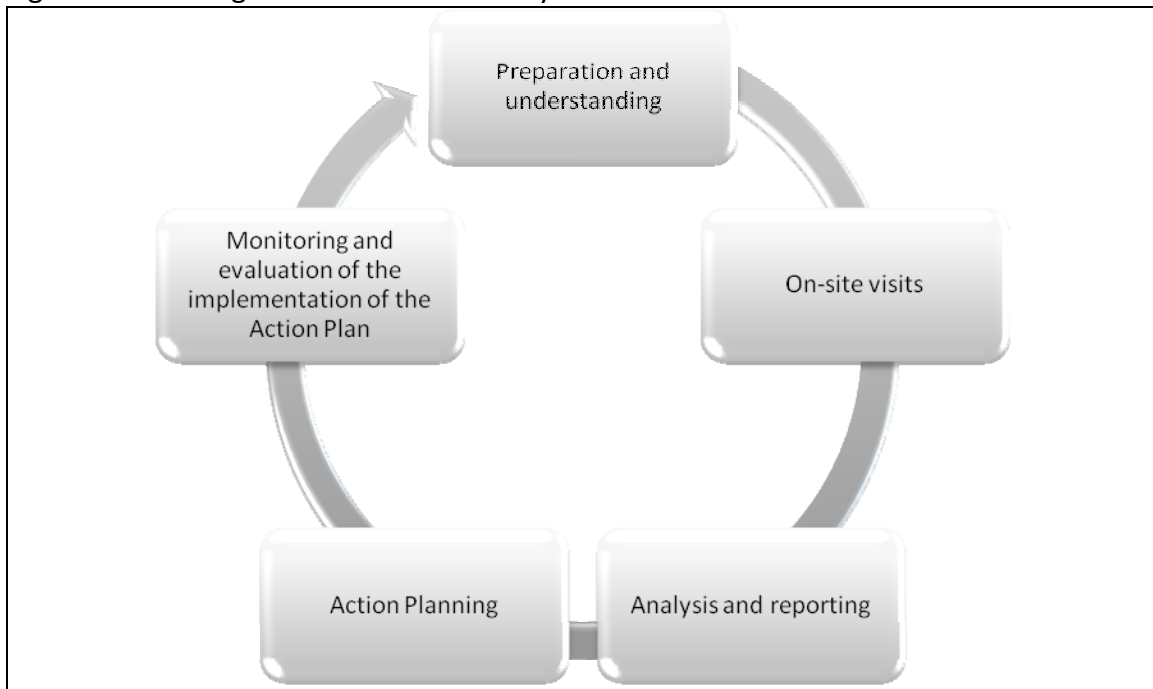 Preparation and
understanding
On-site visits
Analysis and reporting
Action Planning
Monitoring and
evaluation of the
implementation of the
Action Plan